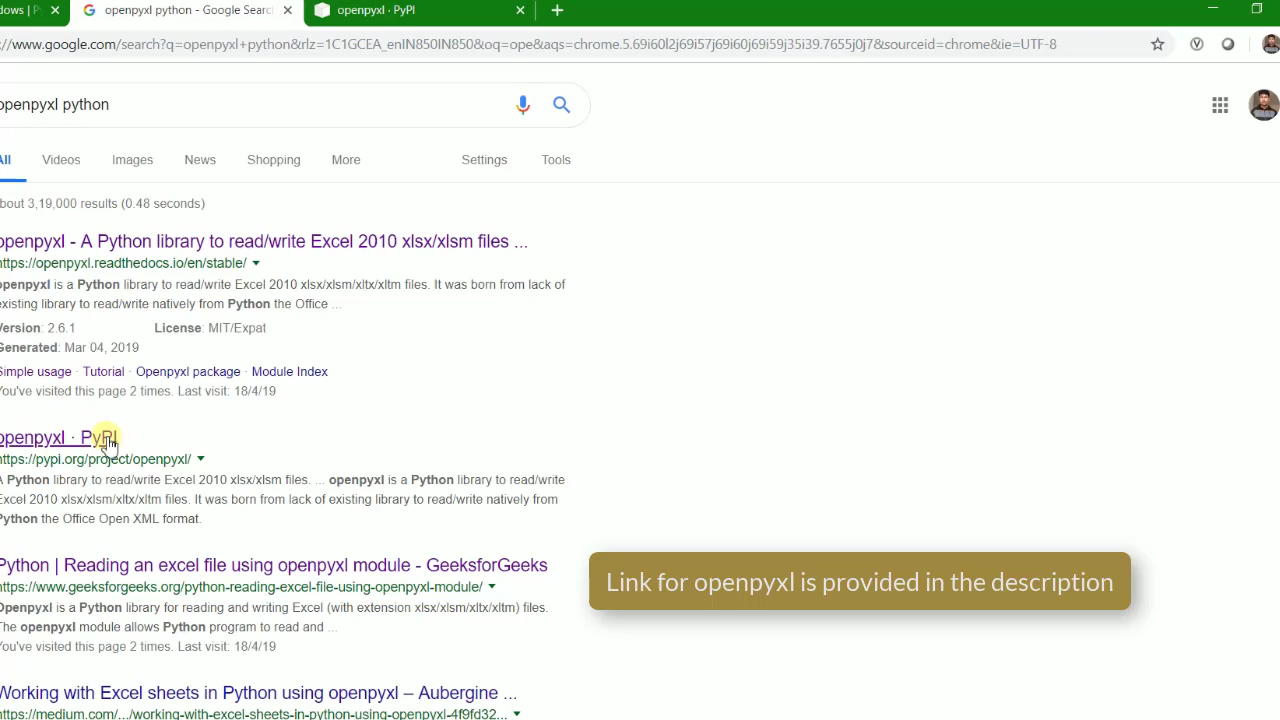 dows | P
openpyxl python - Google Searc
openpyxl · PyPI
://www.google.com/search?q=openpyxl+python&rlz=1C1GCEA_enIN850IN850&oq=ope&aqs=chrome.5.69i60l2j69i57j69i60j69i59j35i39.7655j0j7&sourceid=chrome&ie=UTF-8
openpyxl python
All Videos Images News Shopping More Settings Tools
bout 3,19,000 results (0.48 seconds)
openpyxl - A Python library to read/write Excel 2010 xlsx/xlsm files ...
https://openpyxl.readthedocs.io/en/stable/
openpyxl is a Python library to read/write Excel 2010 xlsx/xlsm/xltx/xltm files. It was born from lack of
existing library to read/write natively from Python the Office ...
Version: 2.6.1 License: MIT/Expat
Generated: Mar 04, 2019
Simple usage · Tutorial · Openpyxl package · Module Index
You've visited this page 2 times. Last visit: 18/4/19
openpyxl · PyPI
https://pypi.org/project/openpyxl/
A Python library to read/write Excel 2010 xlsx/xlsm files. ... openpyxl is a Python library to read/write
Excel 2010 xlsx/xlsm/xltx/xltm files. It was born from lack of existing library to read/write natively from
Python the Office Open XML format.
Python | Reading an excel file using openpyxl module - GeeksforGeeks
https://www.geeksforgeeks.org/python-reading-excel-file-using-openpyxl-module/
Openpyxl is a Python library for reading and writing Excel (with extension xlsx/xlsm/xltx/xltm) files.
The openpyxl module allows Python program to read and ...
You've visited this page 2 times. Last visit: 18/4/19
Link for openpyxl is provided in the description
Working with Excel sheets in Python using openpyxl – Aubergine ...
https://medium.com/.../working-with-excel-sheets-in-python-using-openpyxl-4f9fd32...